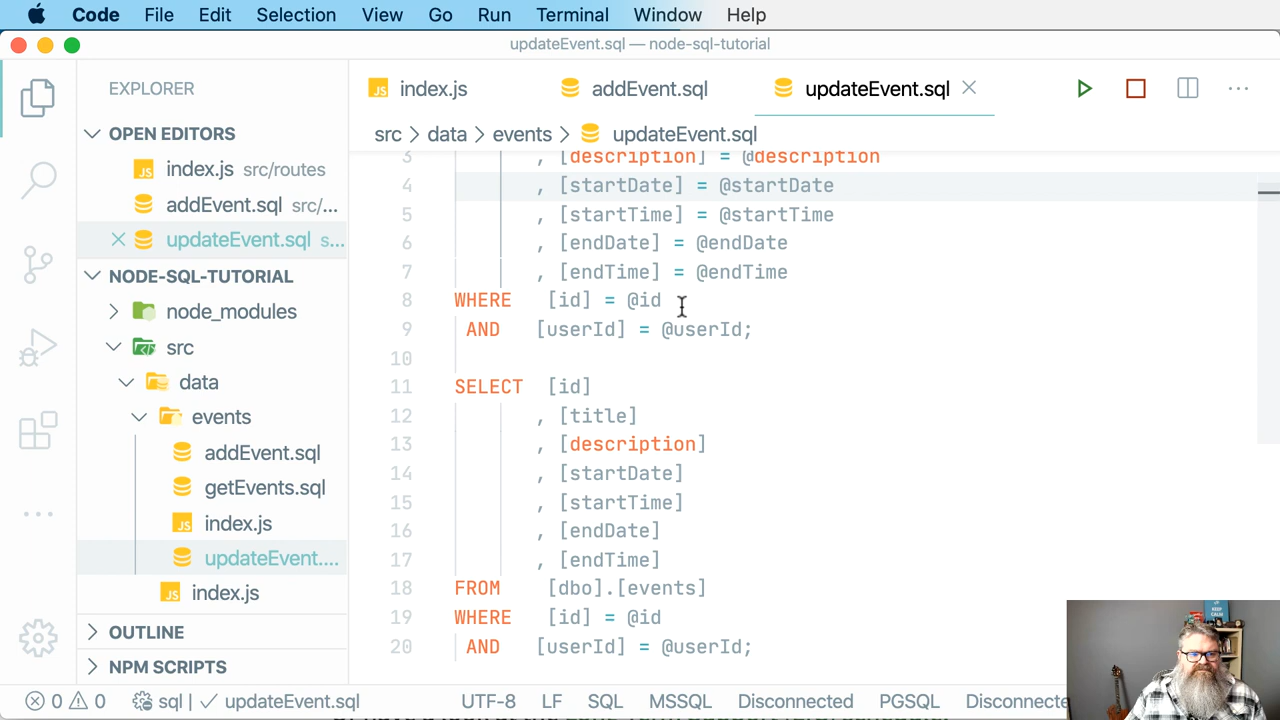 Code File Edit Selection View Go Run Terminal Window Help
updateEvent.sql — node-sql-tutorial
EXPLORER
OPEN EDITORS
JS index.js src/routes
addEvent.sql src/...
updateEvent.sql s...
NODE-SQL-TUTORIAL
node_modules
src
data
events
addEvent.sql
getEvents.sql
JS index.js
updateEvent....
JS index.js
OUTLINE
NPM SCRIPTS
JS index.js addEvent.sql updateEvent.sql
src > data > events > updateEvent.sql
3 , [description] = @description
4 , [startDate] = @startDate
5 , [startTime] = @startTime
6 , [endDate] = @endDate
7 , [endTime] = @endTime
8 WHERE [id] = @id
9 AND [userId] = @userId;
10
11 SELECT [id]
12 , [title]
13 , [description]
14 , [startDate]
15 , [startTime]
16 , [endDate]
17 , [endTime]
18 FROM [dbo].[events]
19 WHERE [id] = @id
20 AND [userId] = @userId;
0 0 sql | updateEvent.sql UTF-8 LF SQL MSSQL Disconnected PGSQL Disconnecte
KEEP CALM